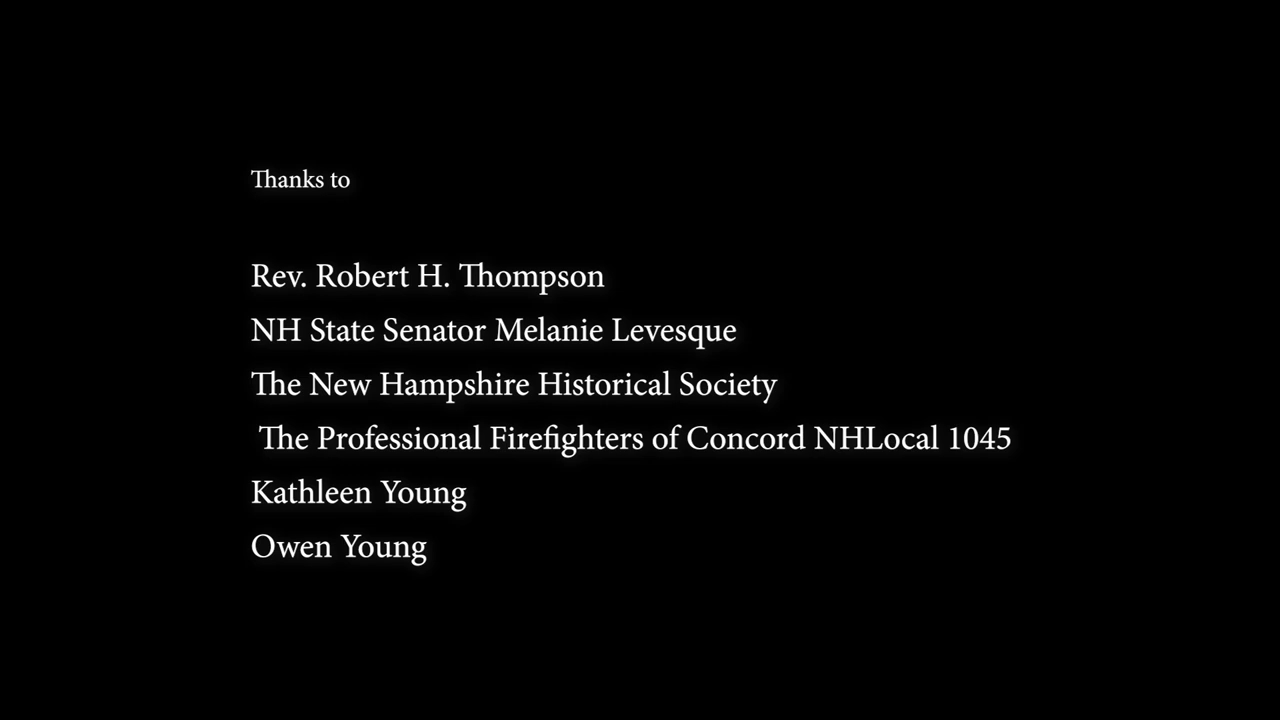 Thanks to
Rev. Robert H. Thompson
NH State Senator Melanie Levesque
The New Hampshire Historical Society
The Professional Firefighters of Concord NHLocal 1045
Kathleen Young
Owen Young